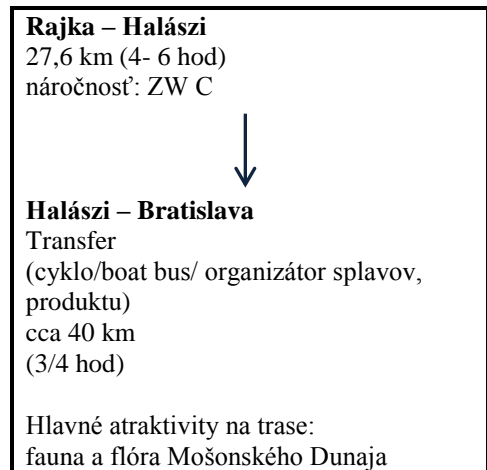 Rajka – Halászi
27,6 km (4- 6 hod)
náročnosť: ZW C
Halászi – Bratislava
Transfer
(cyklo/boat bus/ organizátor splavov,
produktu)
cca 40 km
(3/4 hod)
Hlavné atraktivity na trase:
fauna a flóra Mošonského Dunaja